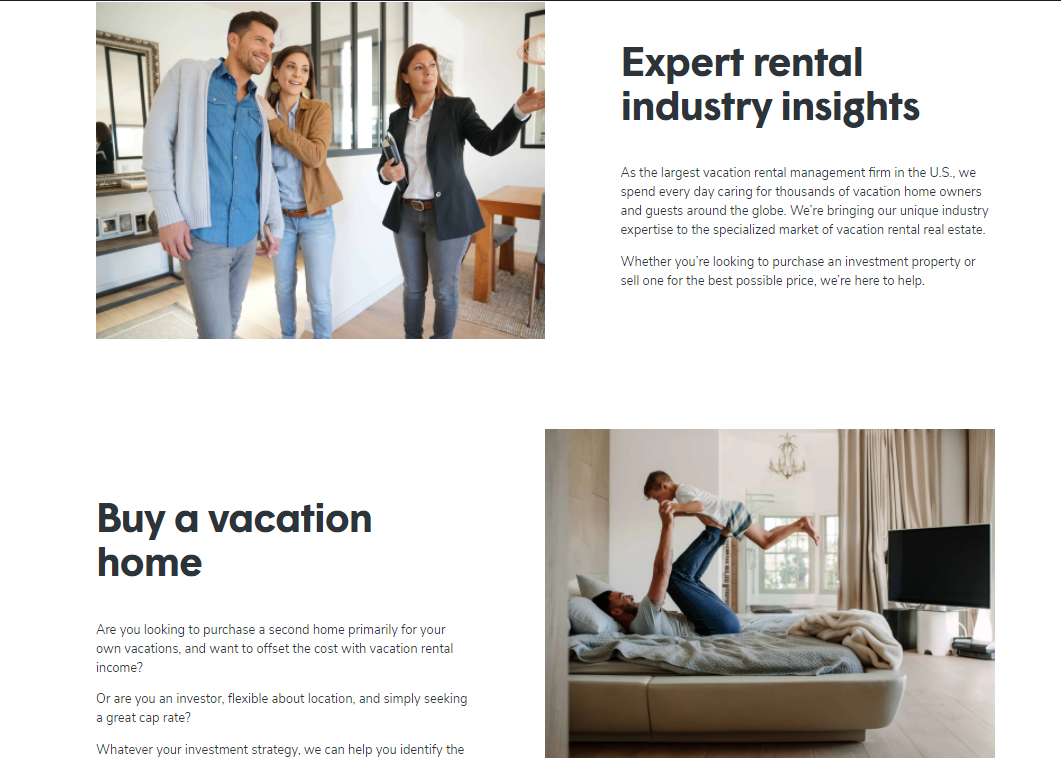 Expert rental
industry insights
As the largest vacation rental management firm in the U.S., we
spend every day caring for thousands of vacation home owners
and guests around the globe. We're bringing our unique industry
expertise to the specialized market of vacation rental real estate.
Whether you're looking to purchase an investment property or
sell one for the best possible price, we're here to help.
Buy a vacation
home
Are you looking to purchase a second home primarily for your
own vacations, and want to offset the cost with vacation rental
income?
Or are you an investor, flexible about location, and simply seeking
a great cap rate?
Whatever your investment strategy, we can help you identify the